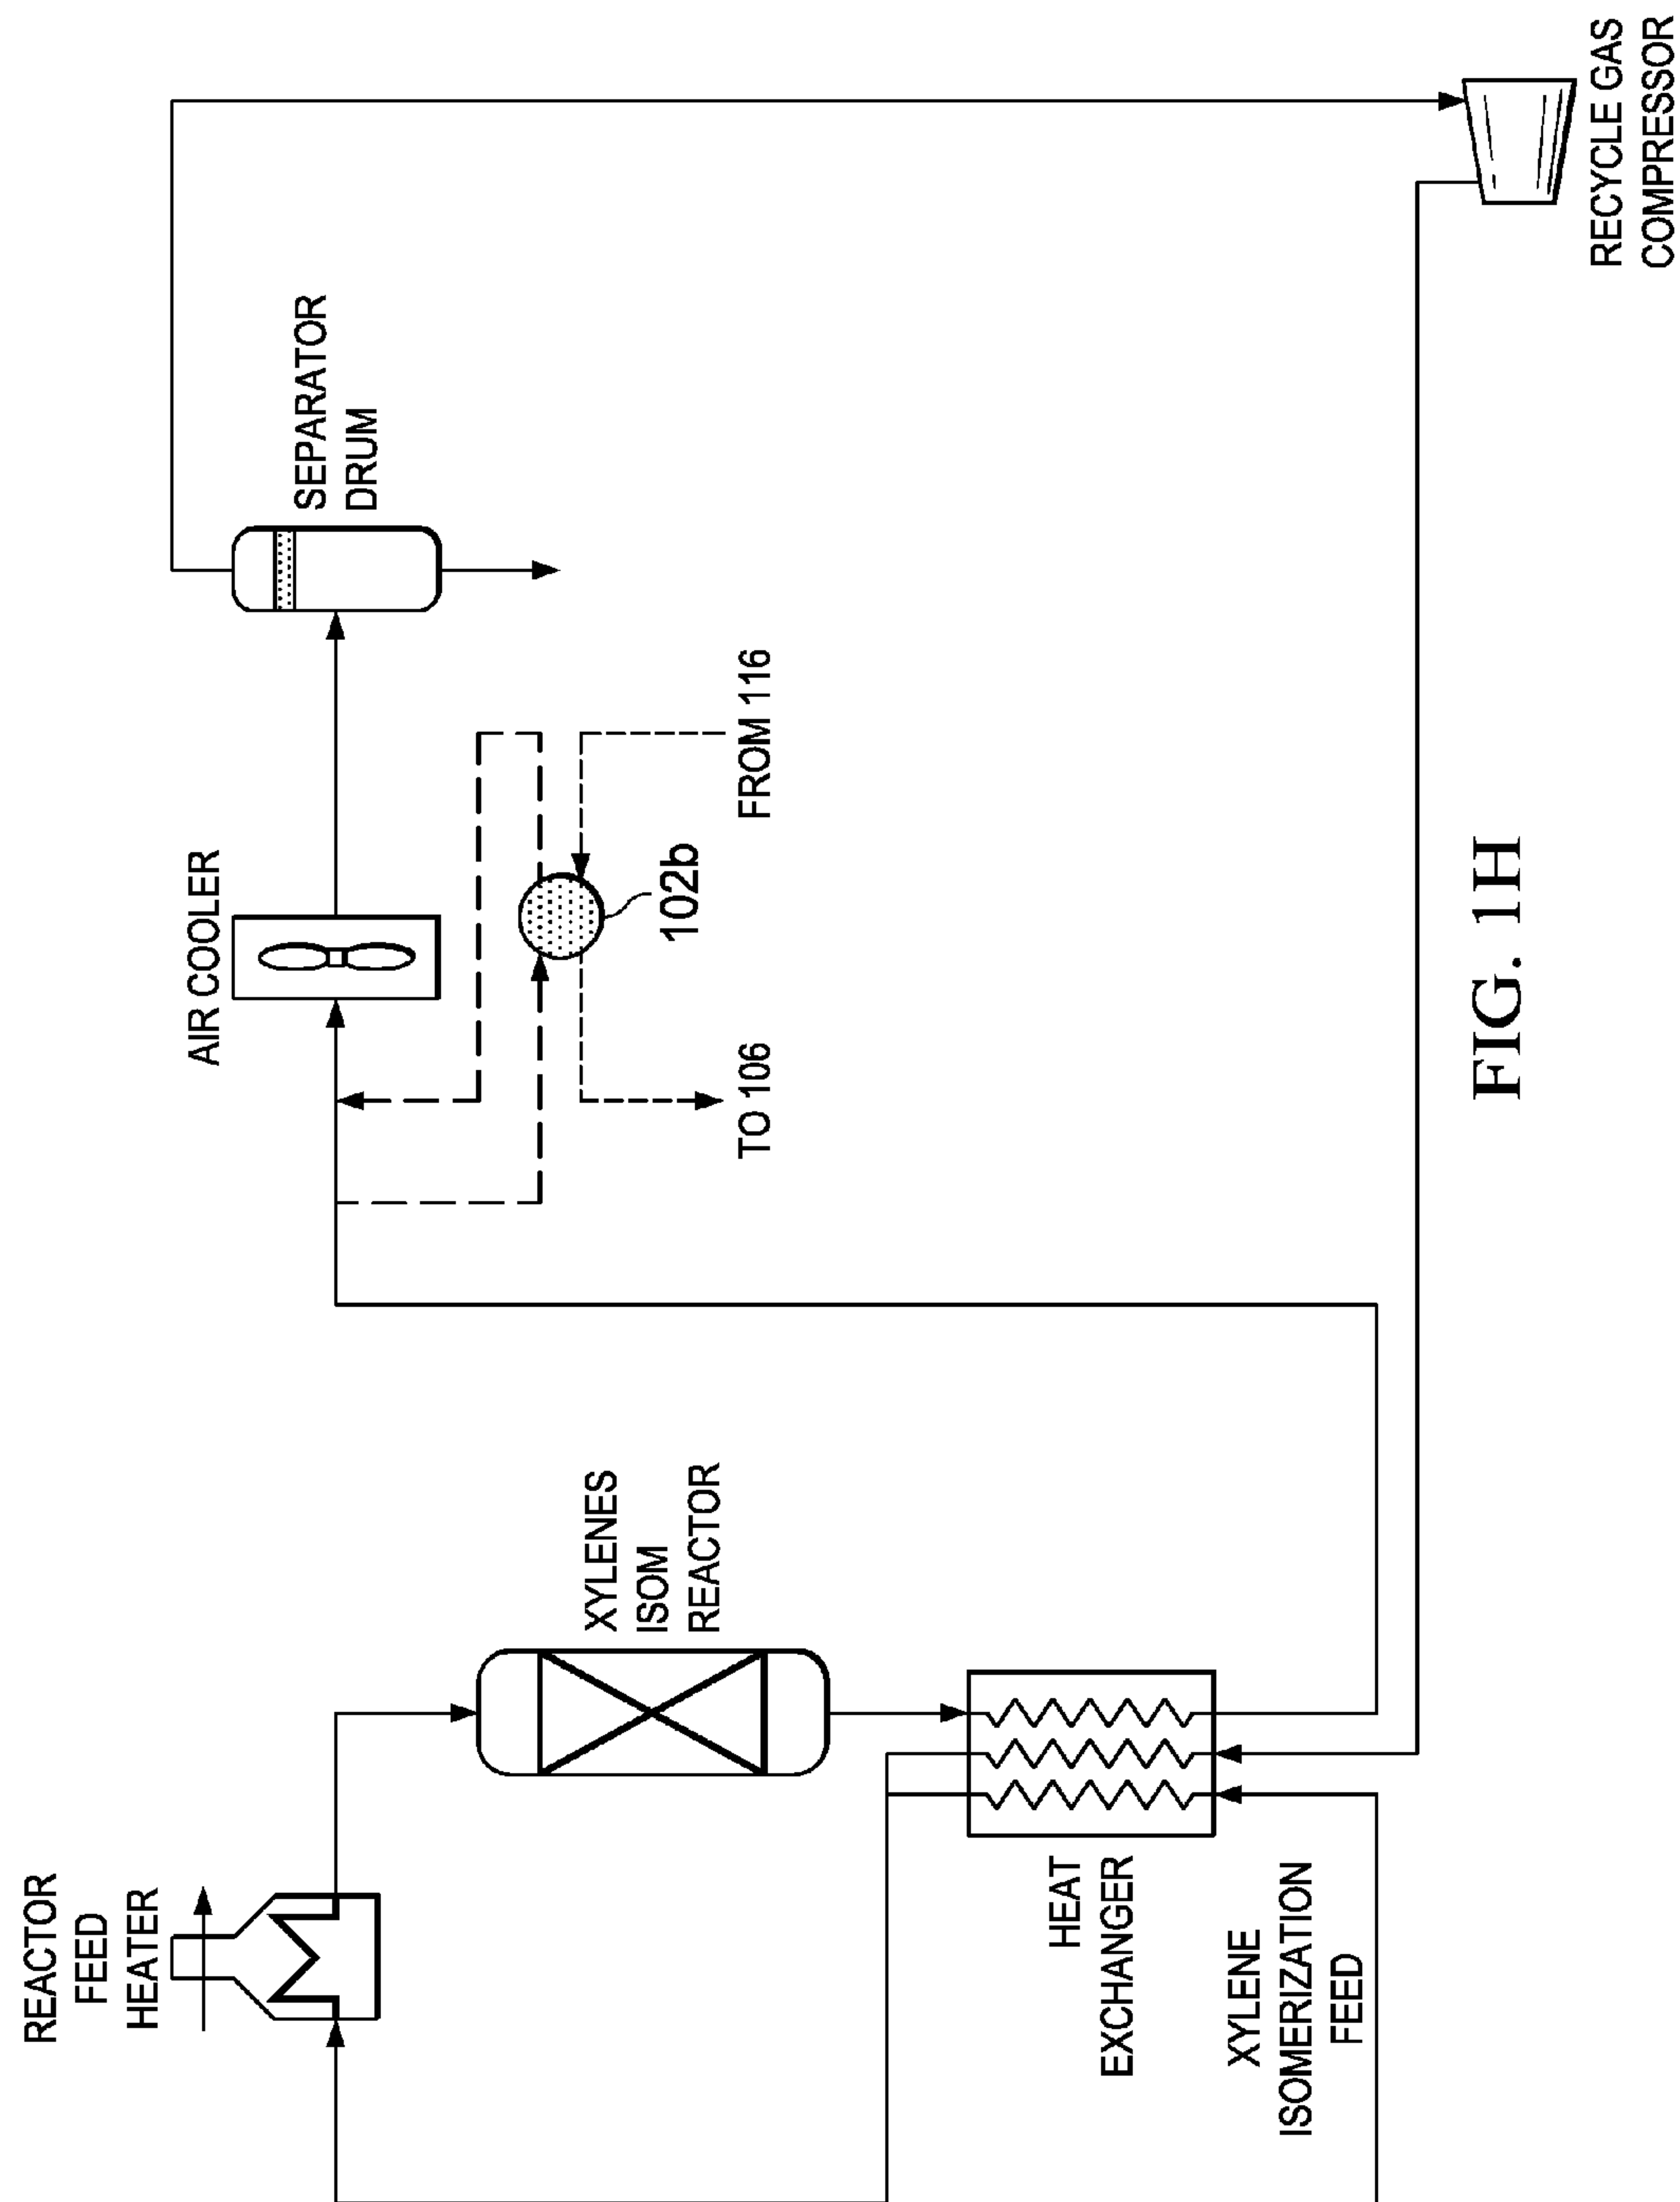 REACTOR
FEED
HEATER
XYLENES
ISOM
REACTOR
HEAT
EXCHANGER
XYLENE
ISOMERIZATION
FEED
AIR COOLER
SEPARATOR
DRUM
102b
TO 106
FROM 116
RECYCLE GAS
COMPRESSOR
FIG. 1H